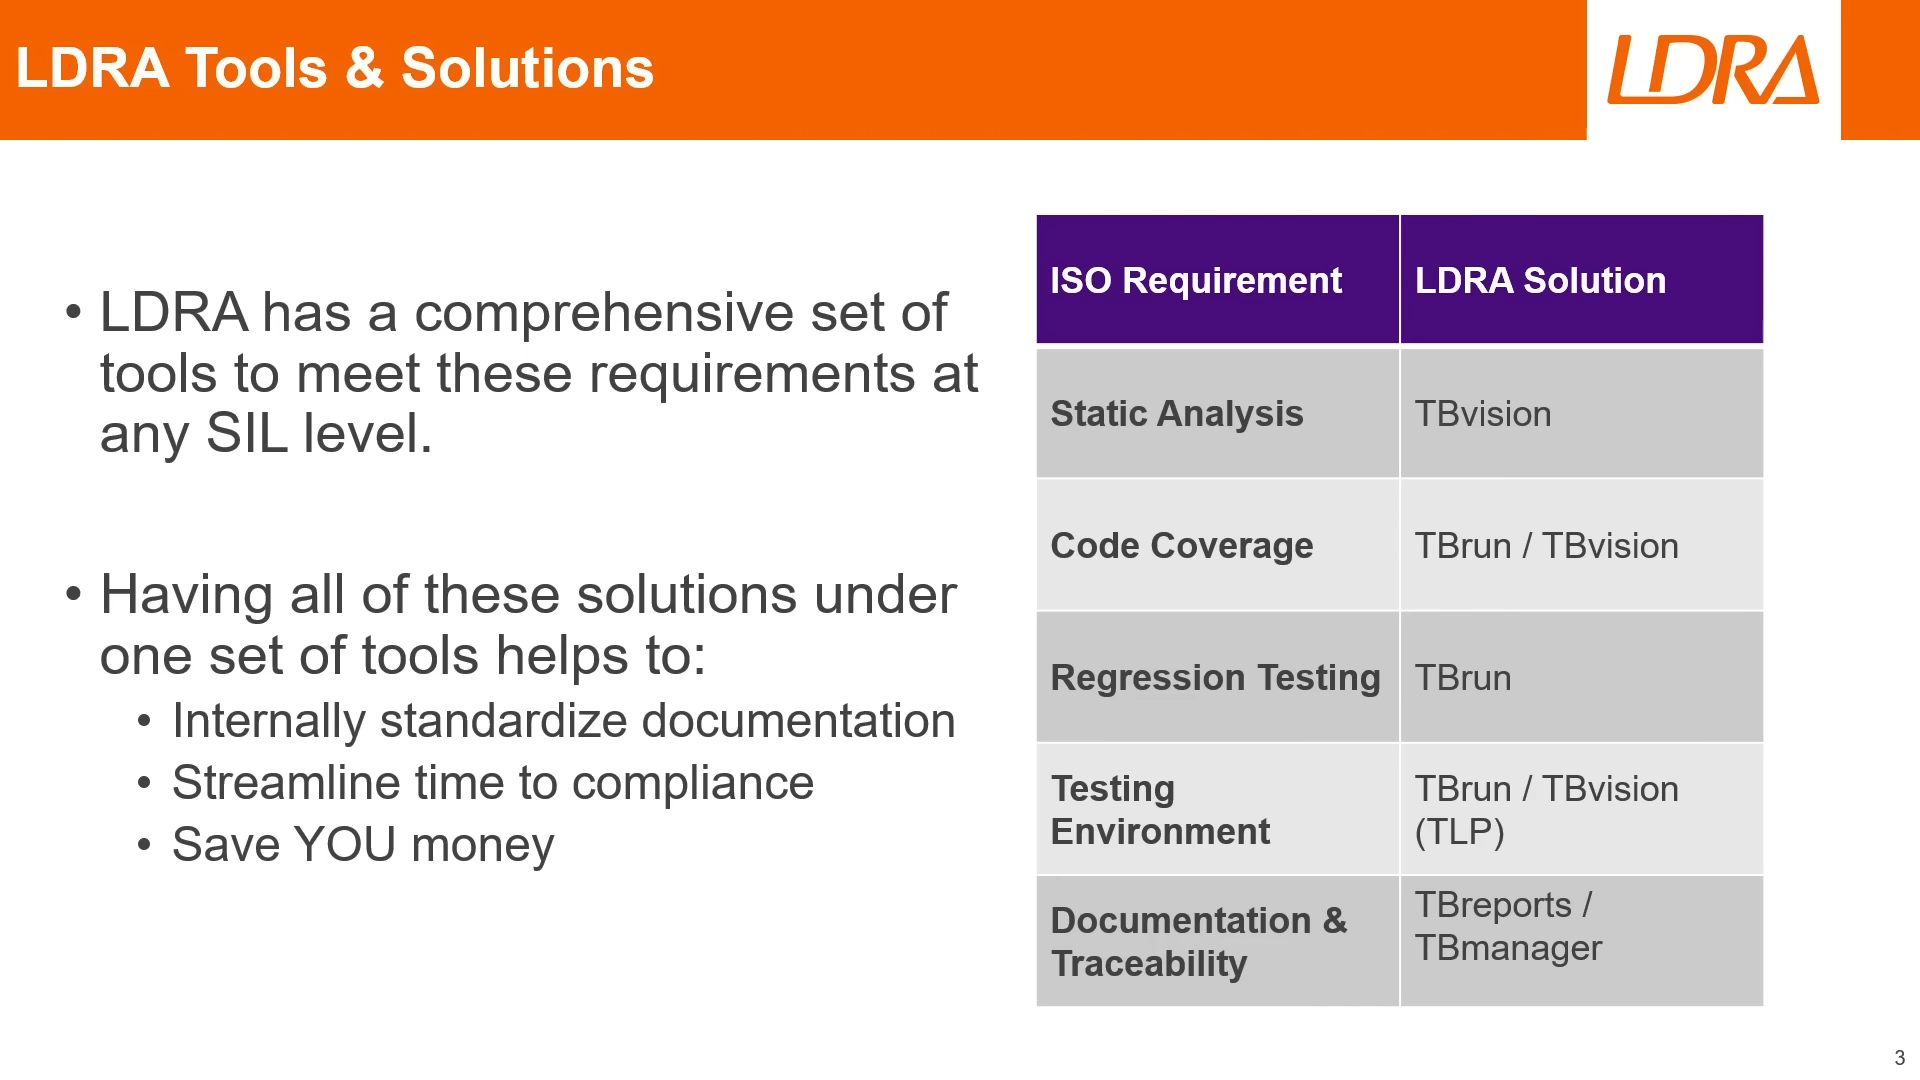 LDRA Tools & Solutions
LDRA
• LDRA has a comprehensive set of
tools to meet these requirements at
any SIL level.
• Having all of these solutions under
one set of tools helps to:
• Internally standardize documentation
• Streamline time to compliance
• Save YOU money
ISO Requirement
LDRA Solution
Static Analysis
TBvision
Code Coverage
TBrun / TBvision
Regression Testing
TBrun
Testing
Environment
TBrun / TBvision
(TLP)
Documentation &
Traceability
TBreports /
TBmanager
3